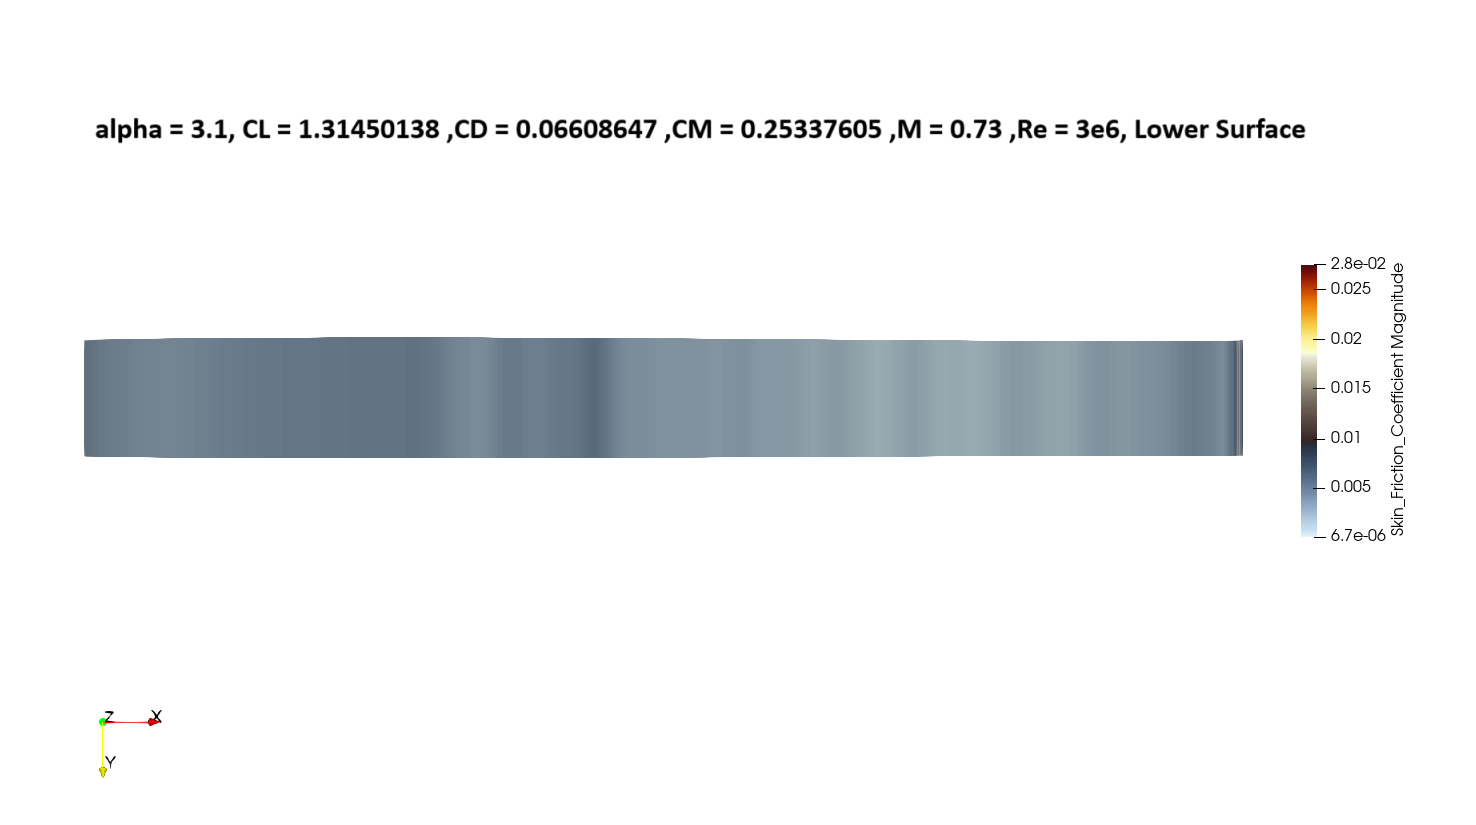 alpha = 3.1, CL = 1.31450138 ,CD = 0.06608647 ,CM = 0.25337605 ,M = 0.73 ,Re = 3e6, Lower Surface
2.8e-02
0.025
0.02
0.015
0.01
0.005
6.7e-06
Skin_Friction_Coefficient Magnitude
Z
X
Y